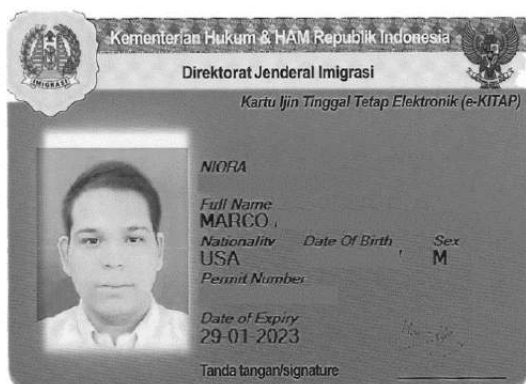 Kementerian Hukum & HAM Republik Indonesia
IMIGRASI
Direktorat Jenderal Imigrasi
Kartu Ijin Tinggal Tetap Elektronik (e-KITAP)
NIORA
Full Name
MARCO
Nationality Date Of Birth Sex
USA M
Permit Number
Date of Expiry
29-01-2023
Tanda tangan/signature